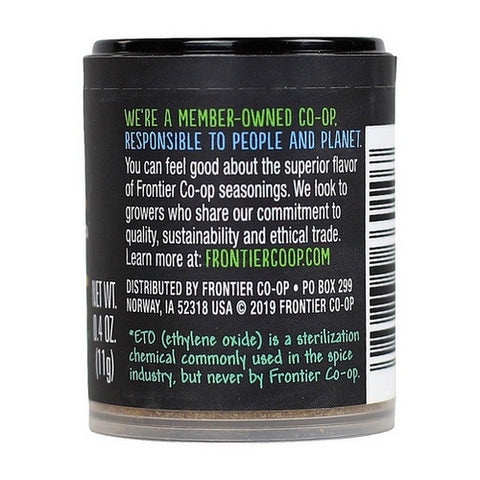 WE'RE A MEMBER-OWNED CO-OP.
RESPONSIBLE TO PEOPLE AND PLANET.
You can feel good about the superior flavor
of Frontier Co-op seasonings. We look to
growers who share our commitment to
quality, sustainability and ethical trade.
Learn more at: FRONTIERCOOP.COM
DISTRIBUTED BY FRONTIER CO-OP • PO BOX 299
NORWAY, IA 52318 USA © 2019 FRONTIER CO-OP
*ETO (ethylene oxide) is a sterilization
chemical commonly used in the spice
industry, but never by Frontier Co-op.
NET WT.
0.4 OZ.
(11g)